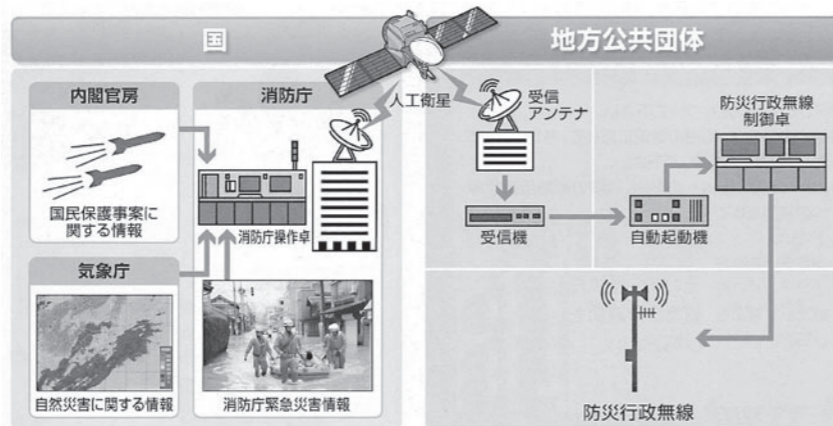 国
地方公共団体
内閣官房
国民保護事案に
関する情報
消防庁
消防庁操作卓
気象庁
自然災害に関する情報
消防庁緊急災害情報
人工衛星
受信
アンテナ
受信機
自動起動機
防災行政無線
制御卓
防災行政無線